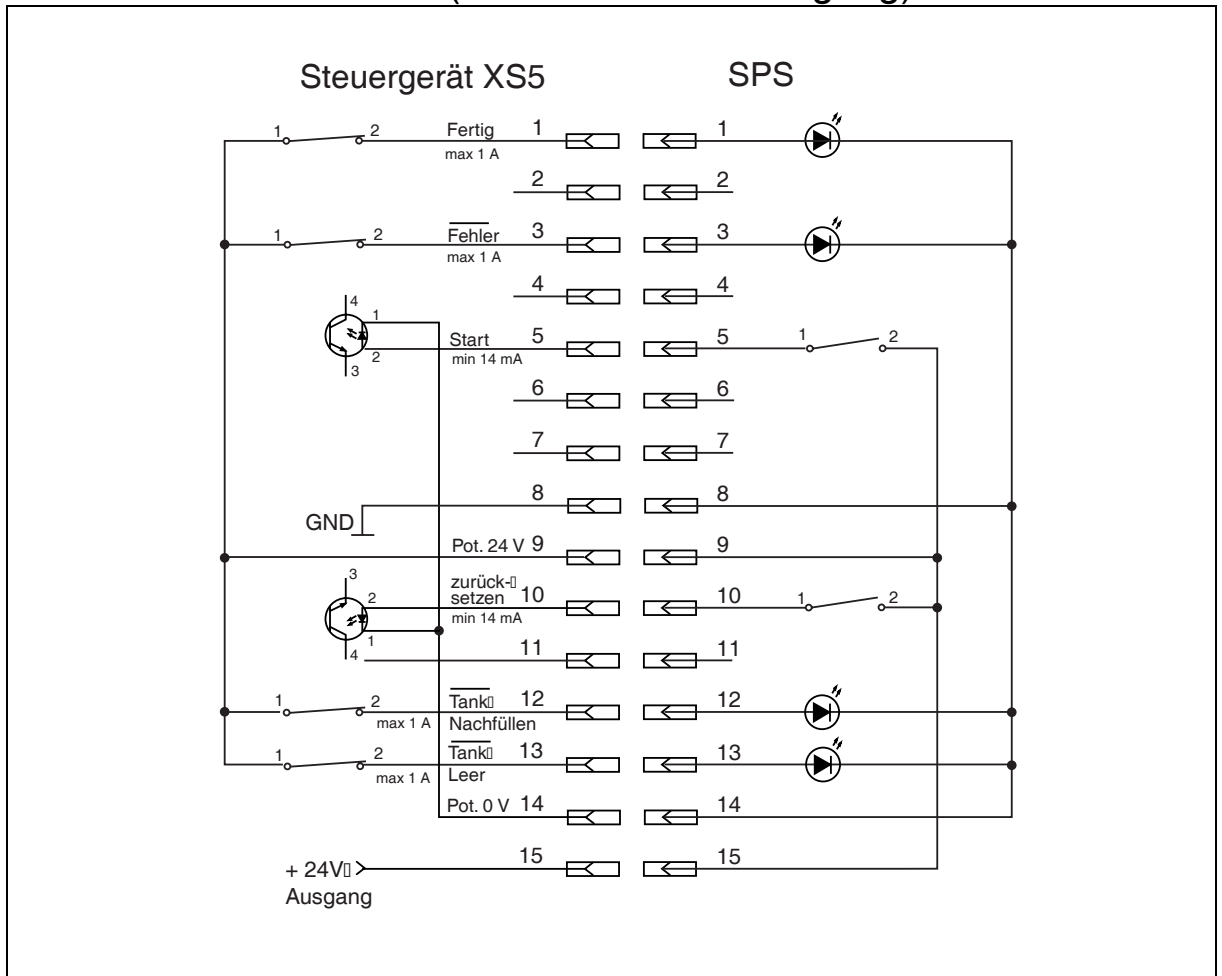 Steuergerät XS5 SPS
1 2 Fertig 1 1
max 1 A
2 2
1 2 Fehler 3 3
max 1 A
4 4
4
1
Start 5 5 1 2
2 min 14 mA
3
6 6
7 7
8 8
GND
Pot. 24 V 9 9
3 zurück-
2 setzen 10 10 1 2
min 14 mA
1
4 11 11
1 2 Tank 12 12
max 1 A Nachfüllen
1 2 Tank 13 13
max 1 A Leer
Pot. 0 V 14 14
15 15
+ 24V
Ausgang